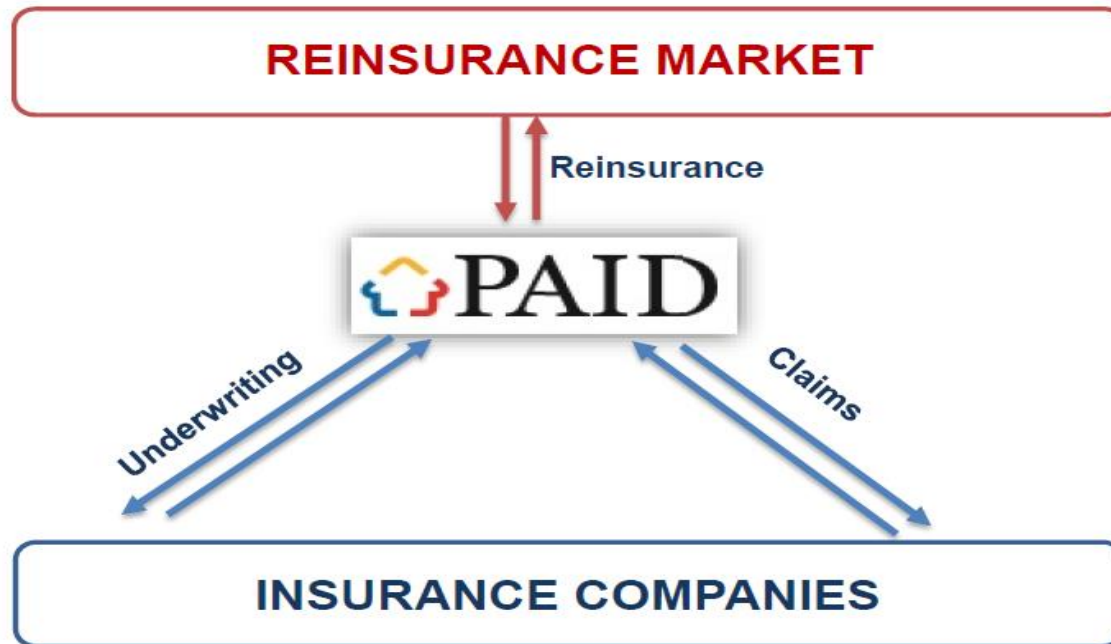 REINSURANCE MARKET
Reinsurance
PAID
Underwriting
Claims
INSURANCE COMPANIES